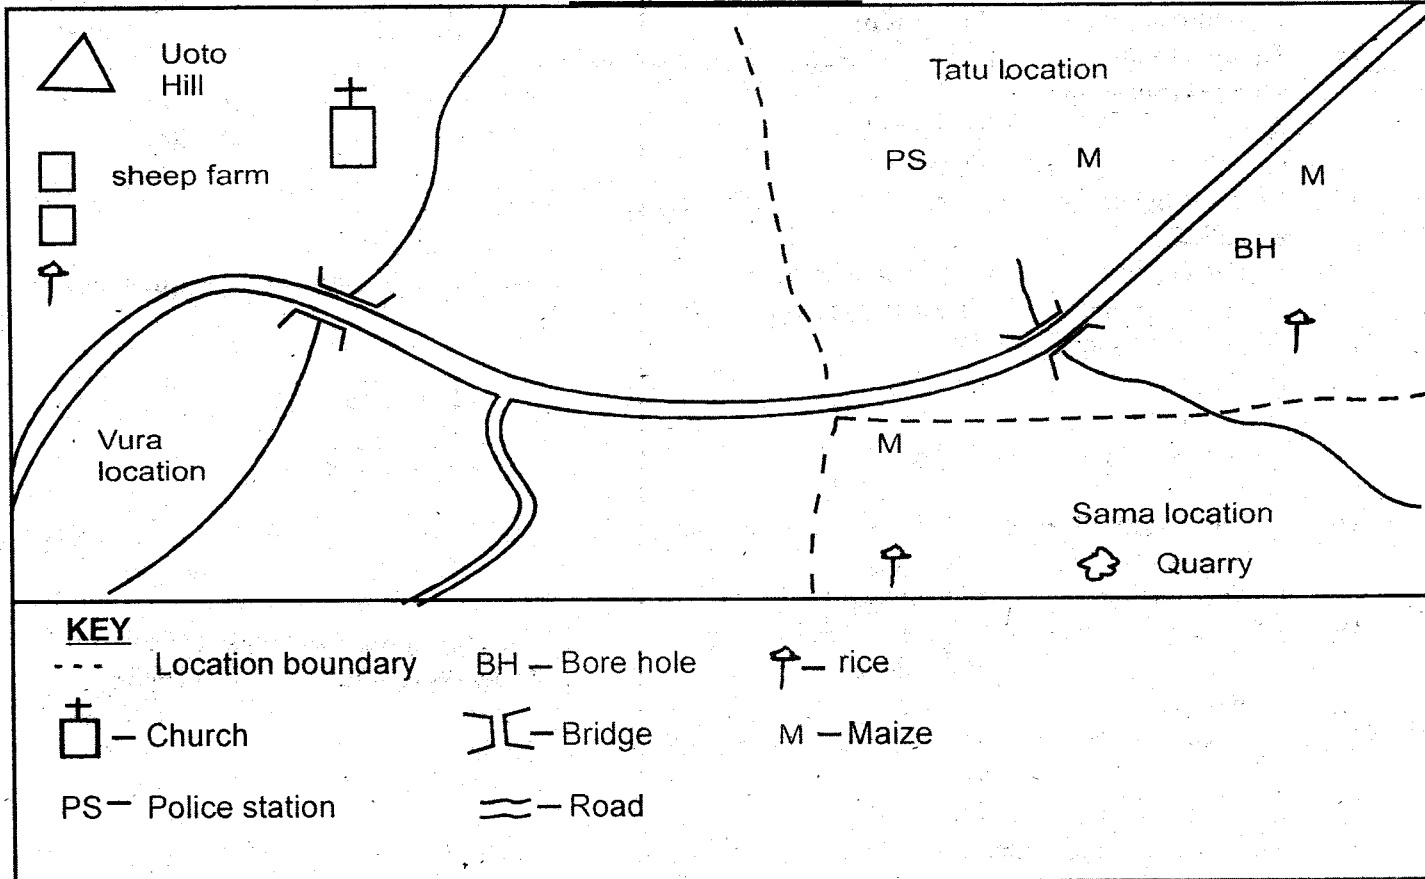 Uoto
Hill
Tatu location
PS
M
M
sheep farm
BH
Vura
location
M
Sama location
Quarry
KEY
--- Location boundary
BH – Bore hole
– rice
– Church
– Bridge
M – Maize
PS – Police station
– Road